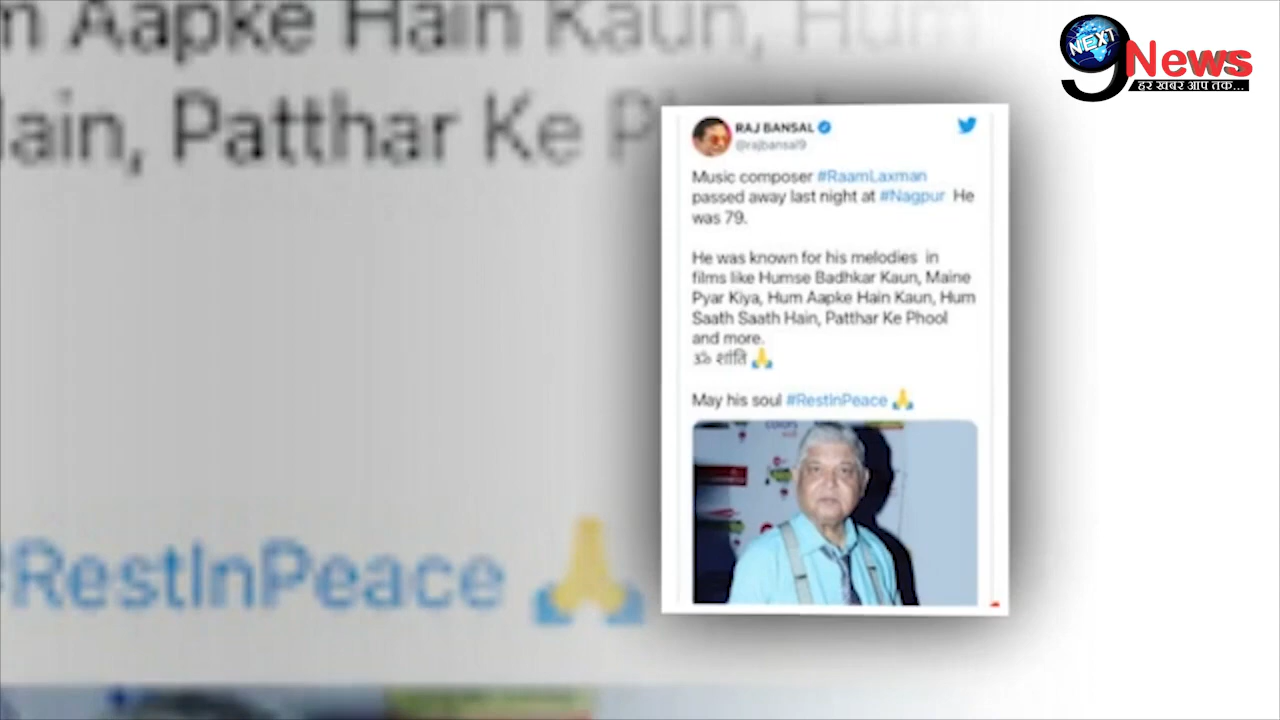 m Aapke Hain Kaun, Hum
Hain, Patthar Ke P
#RestInPeace 🙏
NEXT
9 News
हर खबर आप तक...
RAJ BANSAL
@rajbansal9
Music composer #RaamLaxman
passed away last night at #Nagpur He
was 79.
He was known for his melodies in
films like Humse Badhkar Kaun, Maine
Pyar Kiya, Hum Aapke Hain Kaun, Hum
Saath Saath Hain, Patthar Ke Phool
and more.
ॐ शांति 🙏
May his soul #RestInPeace 🙏
COLORS